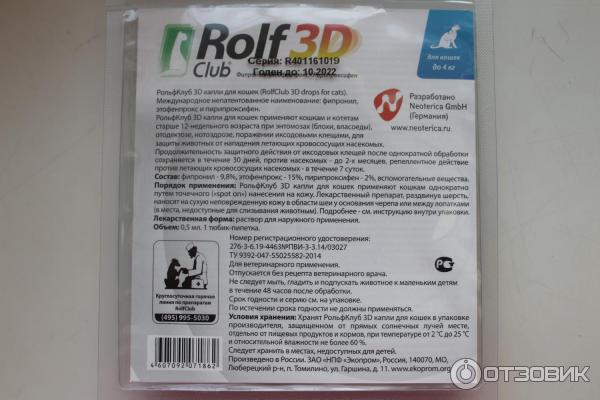 Rolf 3D
Club®
Серия: R401161019
Годен до: 10.2022
для кошек
до 4 кг
РольфКлуб 3D капли для кошек (RolfClub 3D drops for cats).
Международное непатентованное наименование: фипронил,
этофенпрокс и пирипроксифен.
РольфКлуб 3D капли для кошек применяют кошкам и котятам
старше 12-недельного возраста при энтомозах (блохи, власоеды),
отодектозе, нотоэдрозе, поражении иксодовыми клещами, для
защиты животных от нападения летающих кровососущих насекомых.
Разработано
Neoterica GmbH
(Германия)
www.neoterica.ru
Продолжительность защитного действия от иксодовых клещей после однократной обработки
сохраняется в течение 30 дней, против насекомых - до 2-х месяцев, репеллентное действие
против летающих кровососущих насекомых - в течение 7 суток.
Состав: фипронил - 9,8%, этофенпрокс - 15%, пирипроксифен - 2%, вспомогательные вещества.
Порядок применения: РольфКлуб 3D капли для кошек применяют кошкам однократно
путем точечного («spot on») нанесения на кожу. Лекарственный препарат, раздвинув шерсть,
наносят на сухую неповрежденную кожу в области шеи у основания черепа или между лопатками
(в места, недоступные для слизывания животным). Подробнее - см. инструкцию внутри упаковки.
Лекарственная форма: раствор для наружного применения.
Объем: 0,5 мл. 1 тюбик-пипетка.
Номер регистрационного удостоверения:
276-3-6.19-4463№ПВИ-3-3.14/03027
ТУ 9392-047-55025582-2014
Для ветеринарного применения.
Отпускается без рецепта ветеринарного врача.
Не следует мыть, гладить и подпускать животное к маленьким детям
в течение 48 часов после обработки.
Срок годности и серию см. на упаковке.
По истечении срока годности не должны применяться.
Условия хранения: Хранят РольфКлуб 3D капли для кошек в упаковке
производителя, защищенном от прямых солнечных лучей месте,
отдельно от пищевых продуктов и кормов, при температуре от 2°С до 25°С
и относительной влажности не более 60 %.
Следует хранить в местах, недоступных для детей.
Произведено в России. ЗАО «НПФ «Экопром», Россия, 140070, МО,
Люберецкий р-н, п. Томилино, ул. Гаршина, д. 11. www.ekoprom.org
Круглосуточная горячая
линия по препаратам
RolfClub
(495) 995-5030
4607092071862
ОТЗОВИК